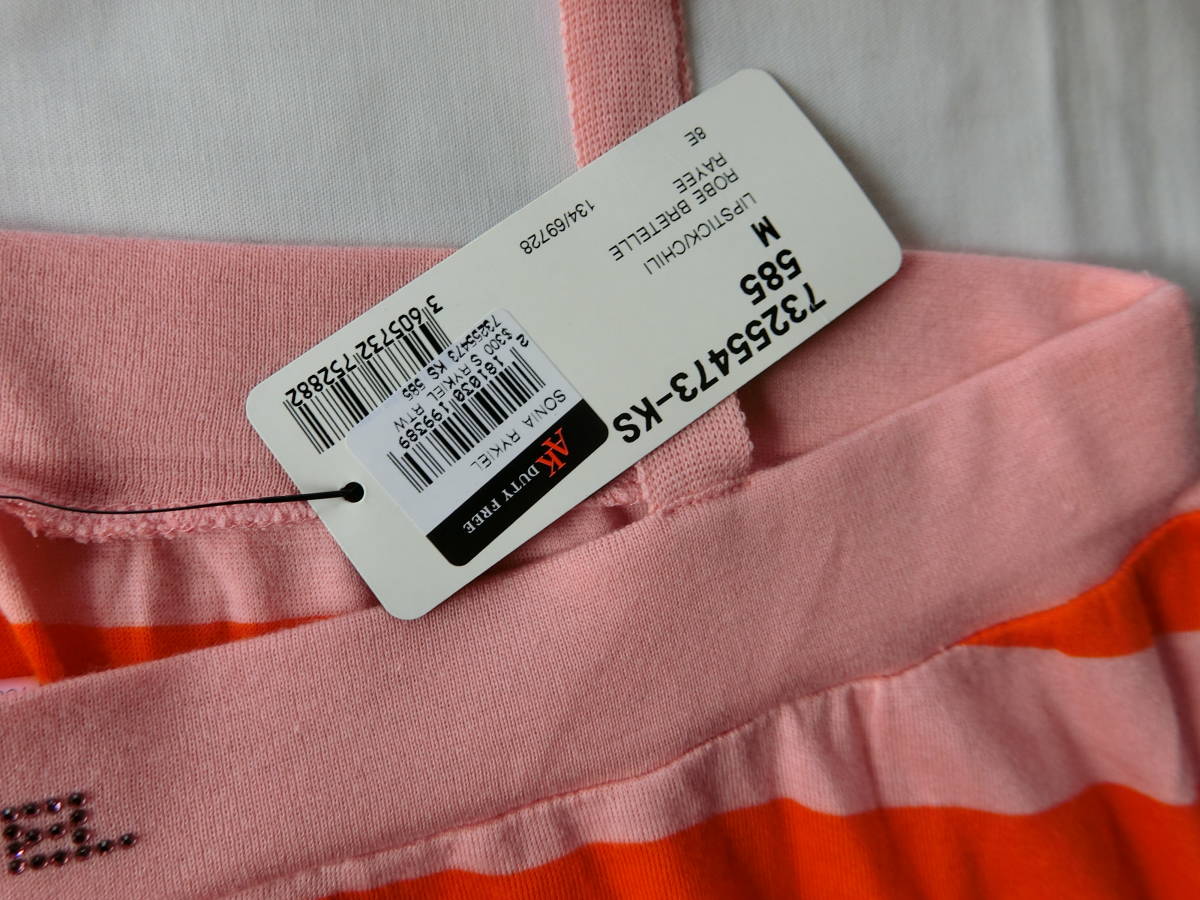 73255473-KS
585
M
LIPSTICK/CHILI
ROBE BRETELLE
RAYEE
8E
134/69728
3 605732 752882
AK DUTY FREE
SONIA RYKIEL
2 181030 199389
3300 S.RYKIEL RTW
73255473 KS 585